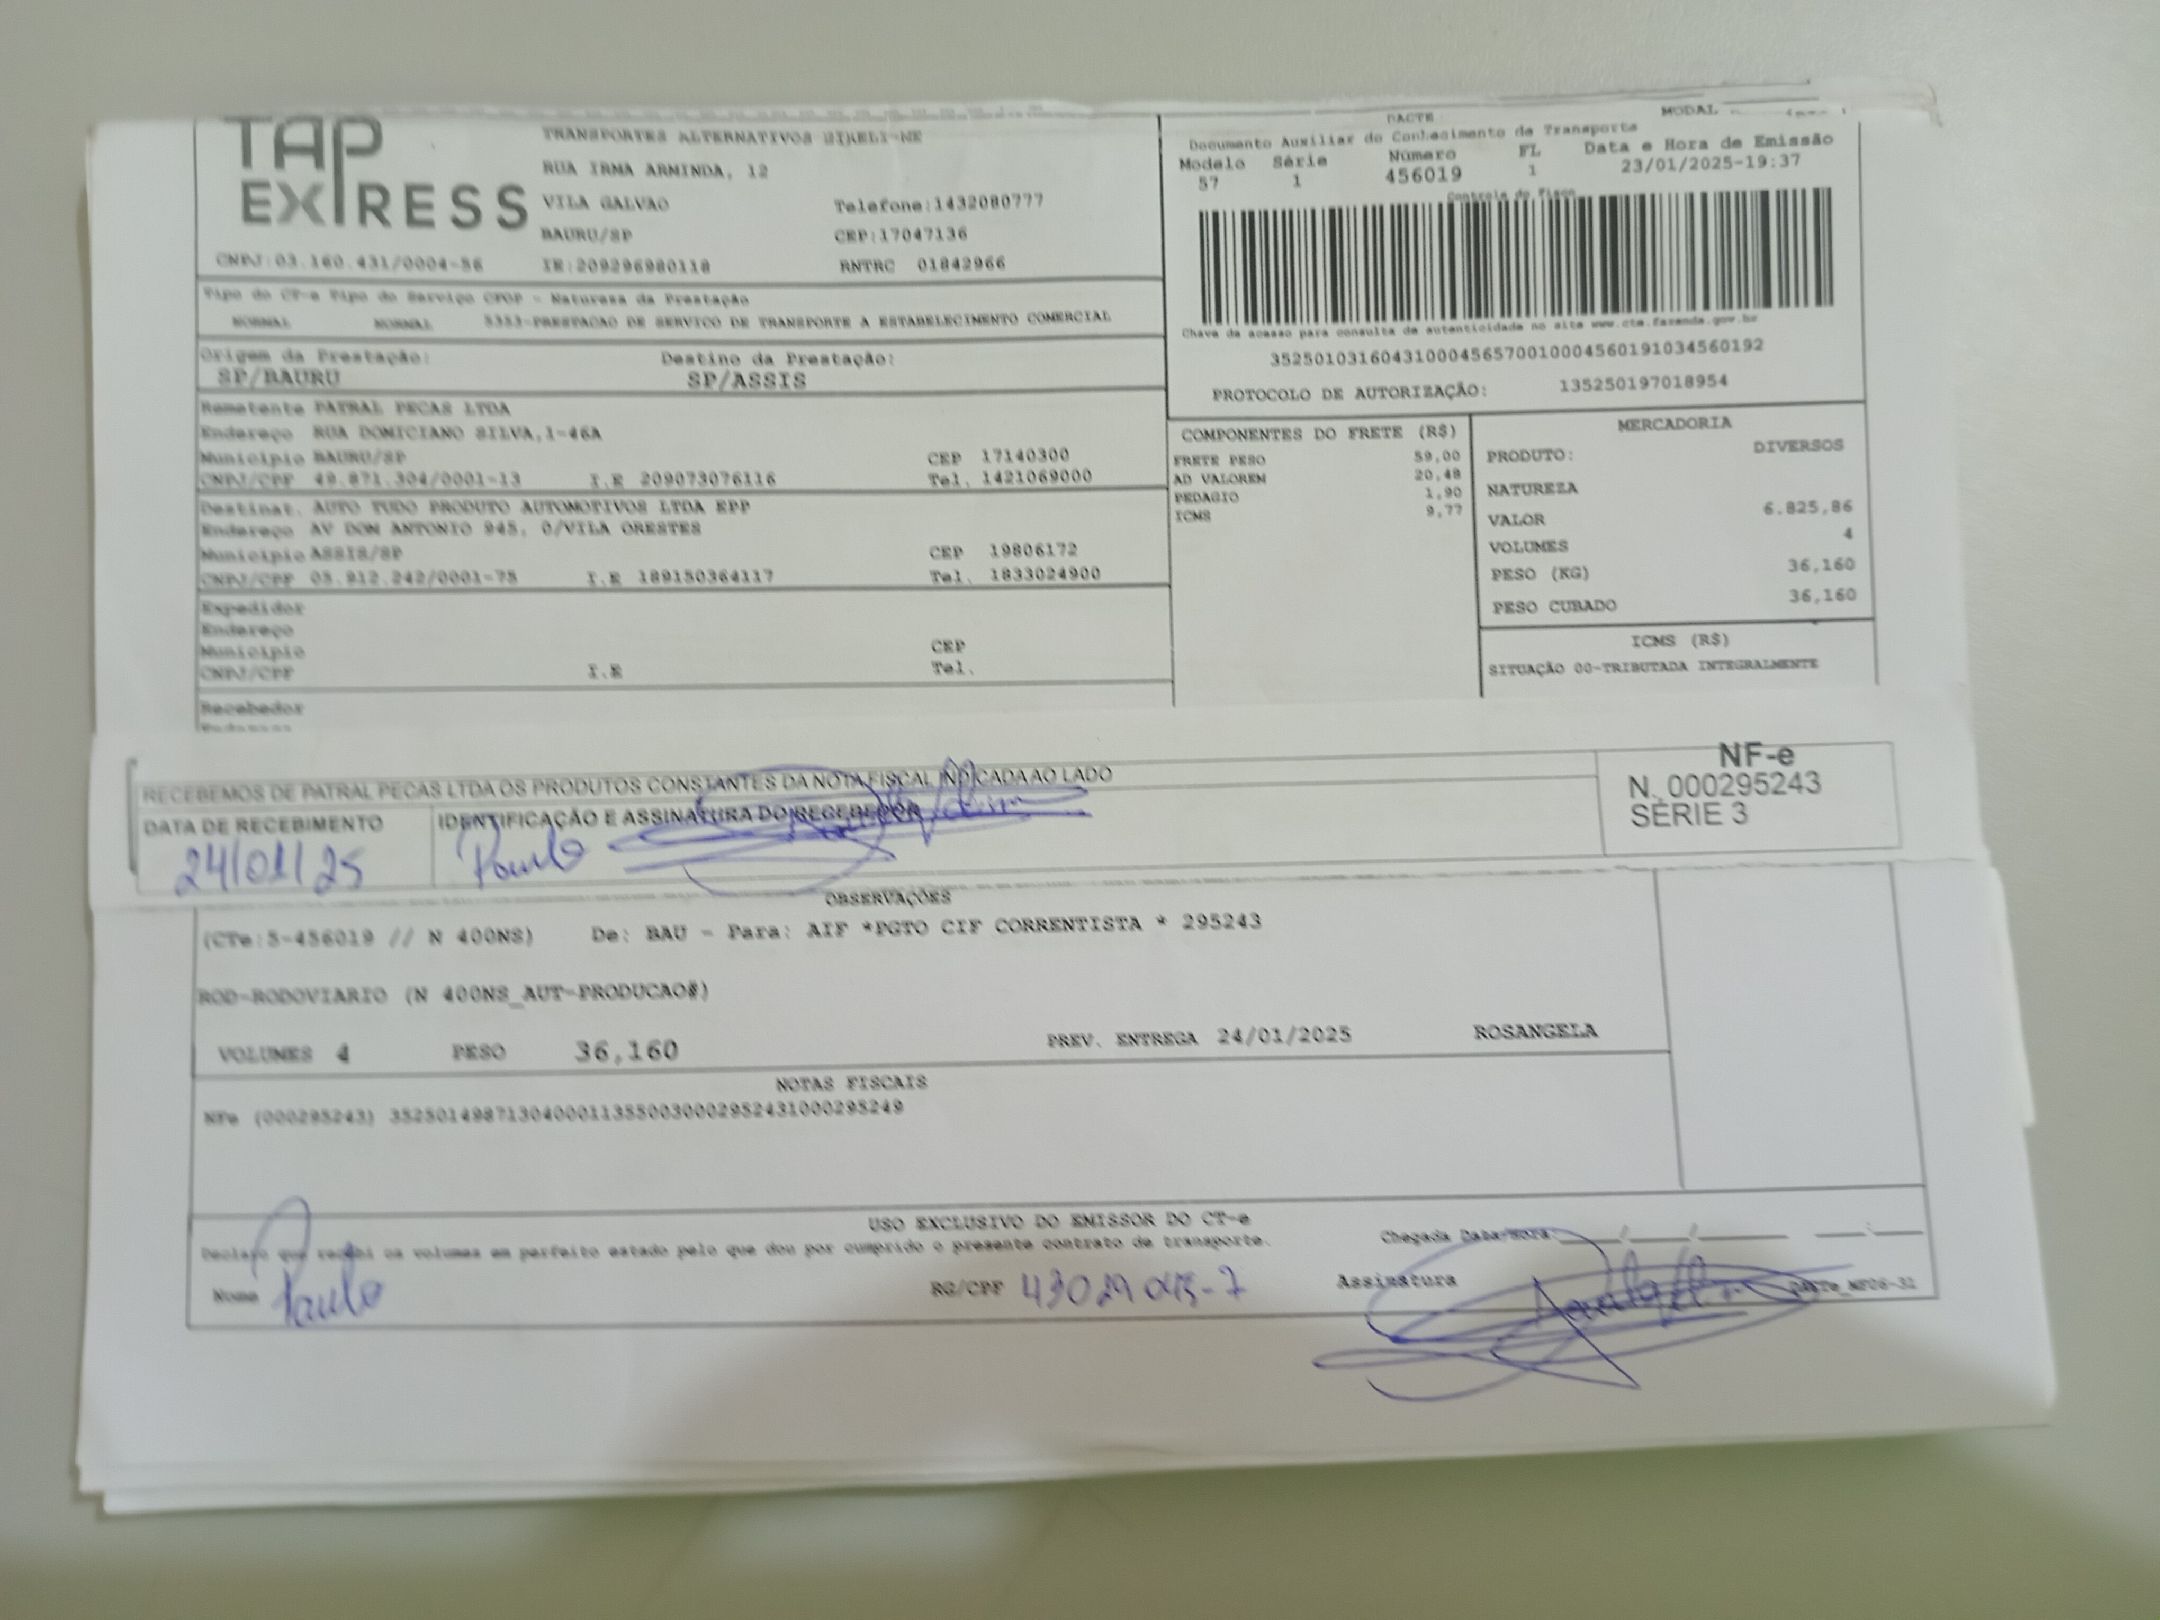 TAP EXPRESS
TRANSPORTES ALTERNATIVOS EIRELI-ME
RUA IRMA ARMINDA, 12
VILA GALVAO Telefone:1432080777
BAURU/SP CEP:17047136
CNPJ:03.160.431/0004-56 IE:209296980118 RNTRC 01842966
Tipo do CT-e Tipo do Serviço CFOP - Natureza da Prestação
NORMAL NORMAL 5353-PRESTACAO DE SERVICO DE TRANSPORTE A ESTABELECIMENTO COMERCIAL
Origem da Prestação: Destino da Prestação:
SP/BAURU SP/ASSIS
Remetente PATRAL PECAS LTDA
Endereço RUA DOMICIANO SILVA,1-46A
Município BAURU/SP CEP 17140300
CNPJ/CPF 49.871.304/0001-13 I.E 209073076116 Tel. 1421069000
Destinat. AUTO TUDO PRODUTO AUTOMOTIVOS LTDA EPP
Endereço AV DOM ANTONIO 945, 0/VILA ORESTES
Município ASSIS/SP CEP 19806172
CNPJ/CPF 05.912.242/0001-75 I.E 189150364117 Tel. 1833024900
Expedidor
Endereço
Município CEP
CNPJ/CPF I.E Tel.
Recebedor
DACTE MODAL
Documento Auxiliar do Conhecimento de Transporte
Modelo Série Número FL Data e Hora de Emissão
57 1 456019 1 23/01/2025-19:37
Controle do Fisco
Chave de acesso para consulta de autenticidade no site www.cte.fazenda.gov.br
35250103160431000456570010004560191034560192
PROTOCOLO DE AUTORIZAÇÃO: 135250197018954
COMPONENTES DO FRETE (R$)
FRETE PESO 59,00
AD VALOREM 20,48
PEDAGIO 1,90
ICMS 9,77
MERCADORIA
PRODUTO: DIVERSOS
NATUREZA
VALOR 6.825,86
VOLUMES 4
PESO (KG) 36,160
PESO CUBADO 36,160
ICMS (R$)
SITUAÇÃO 00-TRIBUTADA INTEGRALMENTE
RECEBEMOS DE PATRAL PECAS LTDA OS PRODUTOS CONSTANTES DA NOTA FISCAL INDICADA AO LADO
DATA DE RECEBIMENTO IDENTIFICAÇÃO E ASSINATURA DO RECEBEDOR
24/01/25 Paulo
NF-e
N. 000295243
SÉRIE 3
OBSERVAÇÕES
(CTe:5-456019 // N 400NS) De: BAU - Para: AIF *PGTO CIF CORRENTISTA * 295243
ROD-RODOVIARIO (N 400NS_AUT-PRODUCAO#)
VOLUMES 4 PESO 36,160 PREV. ENTREGA 24/01/2025 ROSANGELA
NOTAS FISCAIS
NFe (000295243) 35250149871304000113550030002952431000295249
USO EXCLUSIVO DO EMISSOR DO CT-e
Declaro que recebi os volumes em perfeito estado pelo que dou por cumprido o presente contrato de transporte. Chegada Data/Hora:
Nome Paulo RG/CPF Assinatura